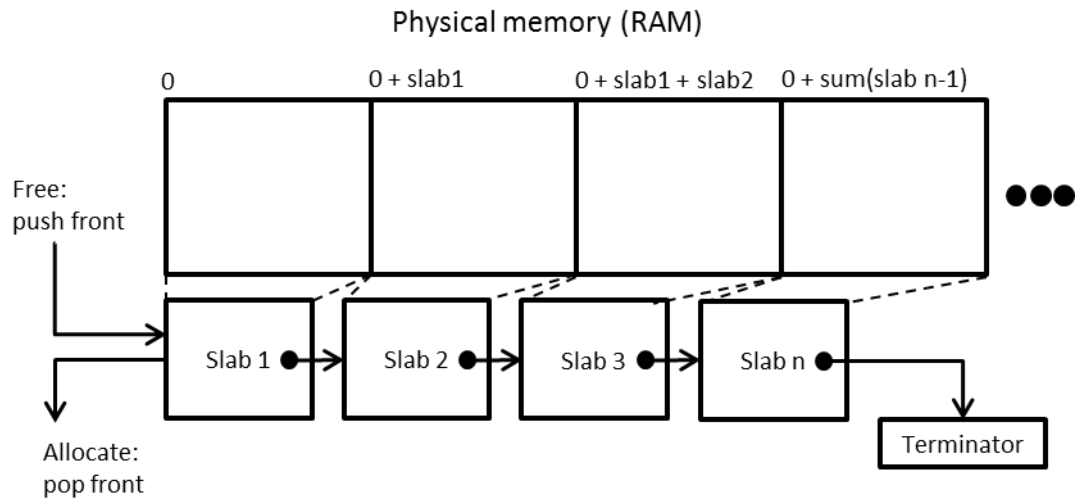 Physical memory (RAM)
0
0 + slab1
0 + slab1 + slab2
0 + sum(slab n-1)
Free:
push front
Slab 1
Slab 2
Slab 3
Slab n
Allocate:
pop front
Terminator